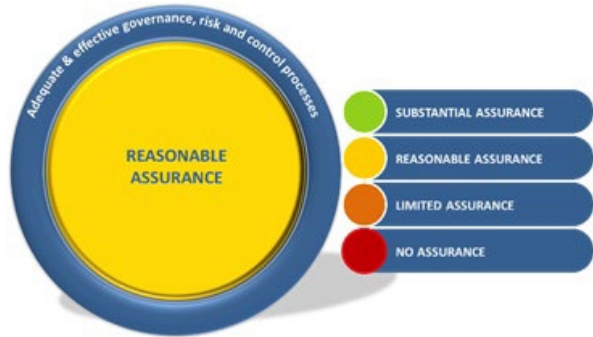 Adequate & effective governance, risk and control processes
REASONABLE
ASSURANCE
SUBSTANTIAL ASSURANCE
REASONABLE ASSURANCE
LIMITED ASSURANCE
NO ASSURANCE